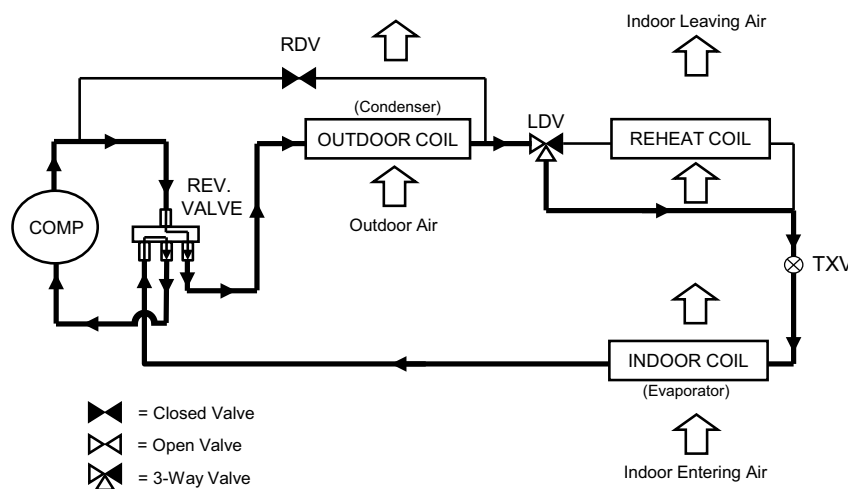 Indoor Leaving Air
RDV
(Condenser)
LDV
OUTDOOR COIL
REHEAT COIL
REV.
VALVE
COMP
Outdoor Air
TXV
INDOOR COIL
(Evaporator)
= Closed Valve
= Open Valve
= 3-Way Valve
Indoor Entering Air